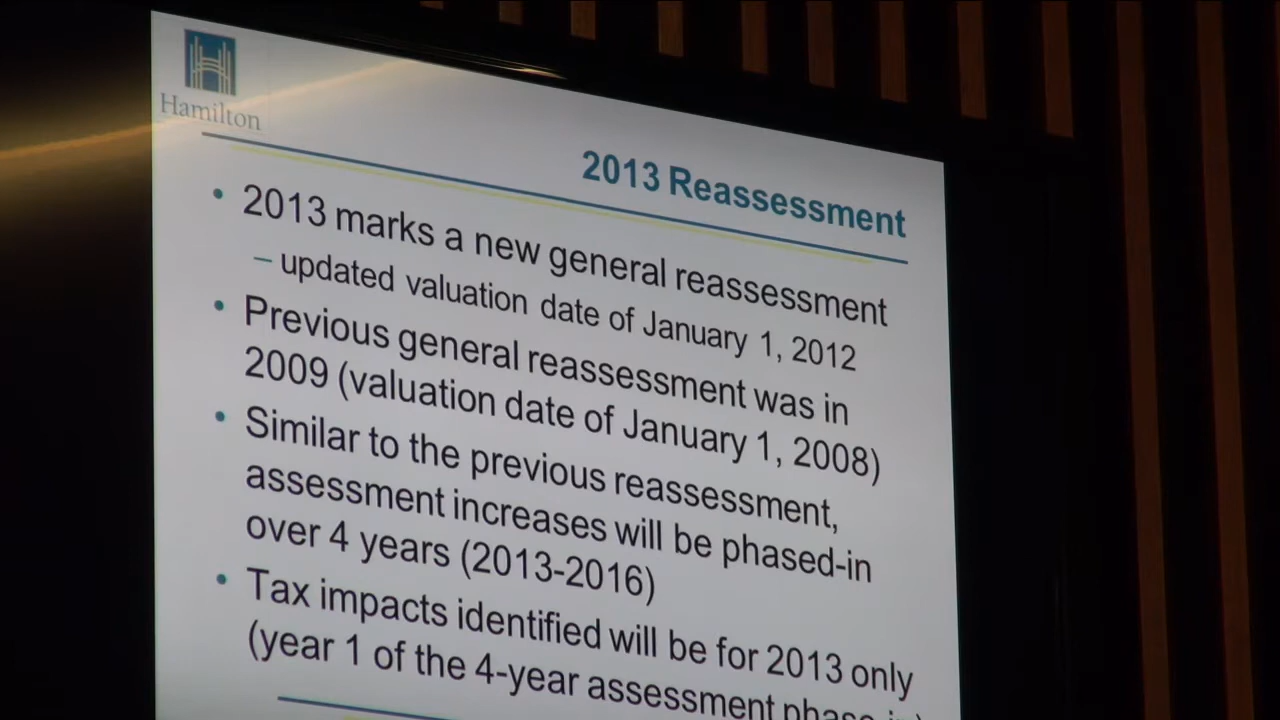 Hamilton
2013 Reassessment
• 2013 marks a new general reassessment
– updated valuation date of January 1, 2012
• Previous general reassessment was in
2009 (valuation date of January 1, 2008)
• Similar to the previous reassessment,
assessment increases will be phased-in
over 4 years (2013-2016)
• Tax impacts identified will be for 2013 only
(year 1 of the 4-year assessment phase-in)